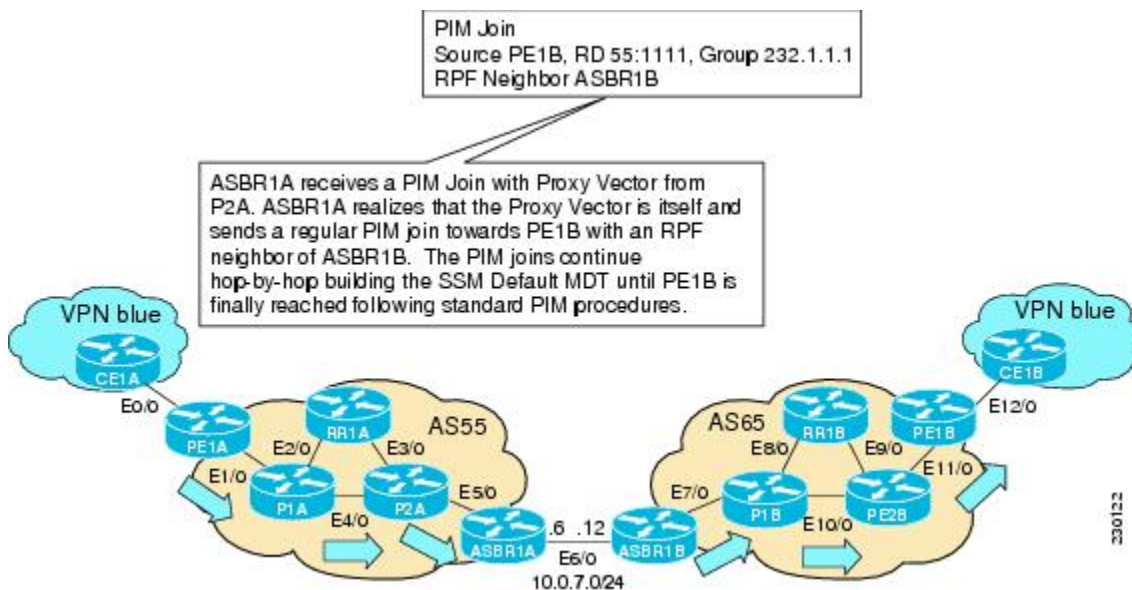 PIM Join
Source PE1B, RD 55:1111, Group 232.1.1.1
RPF Neighbor ASBR1B
ASBR1A receives a PIM Join with Proxy Vector from
P2A. ASBR1A realizes that the Proxy Vector is itself and
sends a regular PIM join towards PE1B with an RPF
neighbor of ASBR1B. The PIM joins continue
hop-by-hop building the SSM Default MDT until PE1B is
finally reached following standard PIM procedures.
VPN blue
CE1A
E0/0
PE1A
E1/0
E2/0
RR1A
E3/0
AS55
P1A
E4/0
P2A
E5/0
ASBR1A
.6 .12
E6/0
10.0.7.0/24
ASBR1B
E7/0
AS65
E8/0
RR1B
E9/0
PE1B
E11/0
P1B
E10/0
PE2B
VPN blue
CE1B
E12/0
230122